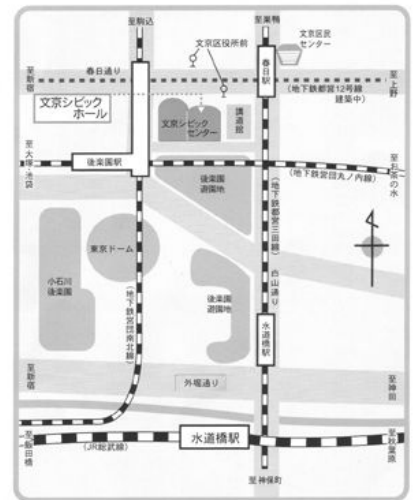 至駒込
至巣鴨
文京区役所前
文京区民
センター
至新宿
春日通り
春日駅
至上野
(地下鉄都営12号線
建築中)
文京シビック
ホール
文京シビック
センター
講道館
至大塚・池袋
後楽園駅
至お茶の水
(地下鉄営団丸ノ内線)
後楽園
遊園地
(地下鉄都営三田線)
白山通り
東京ドーム
小石川
後楽園
(地下鉄営団南北線)
後楽園
遊園地
水道橋駅
至新宿
外堀通り
至神田
至飯田橋
(JR総武線)
水道橋駅
至秋葉原
至神保町